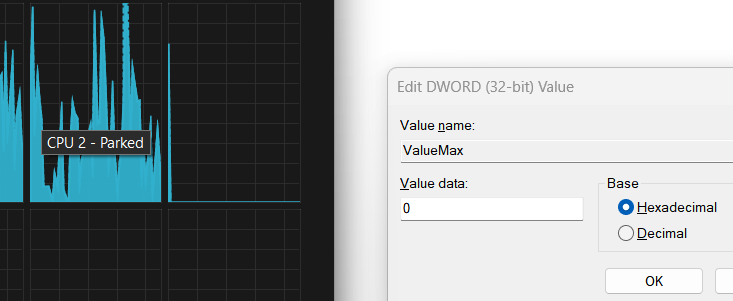 CPU 2 - Parked
Edit DWORD (32-bit) Value
Value name:
ValueMax
Value data:
0
Base
Hexadecimal
Decimal
OK